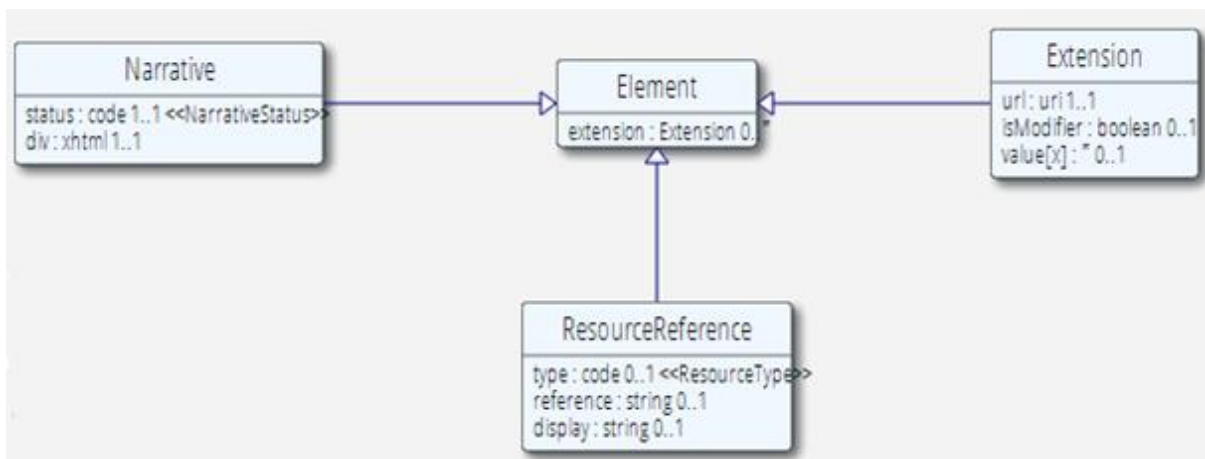 Narrative
status : code 1..1 <<NarrativeStatus>>
div : xhtml 1..1
Element
extension : Extension 0..*
Extension
url : uri 1..1
isModifier : boolean 0..1
value[x] : * 0..1
ResourceReference
type : code 0..1 <<ResourceType>>
reference : string 0..1
display : string 0..1